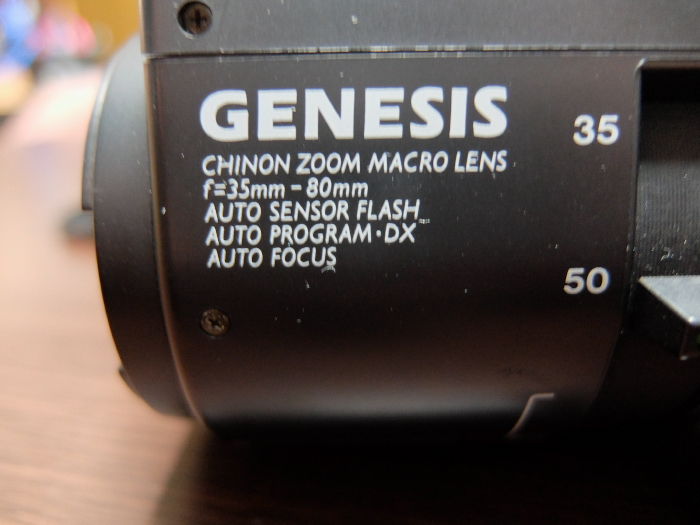 GENESIS
CHINON ZOOM MACRO LENS
f=35mm - 80mm
AUTO SENSOR FLASH
AUTO PROGRAM·DX
AUTO FOCUS
35
50